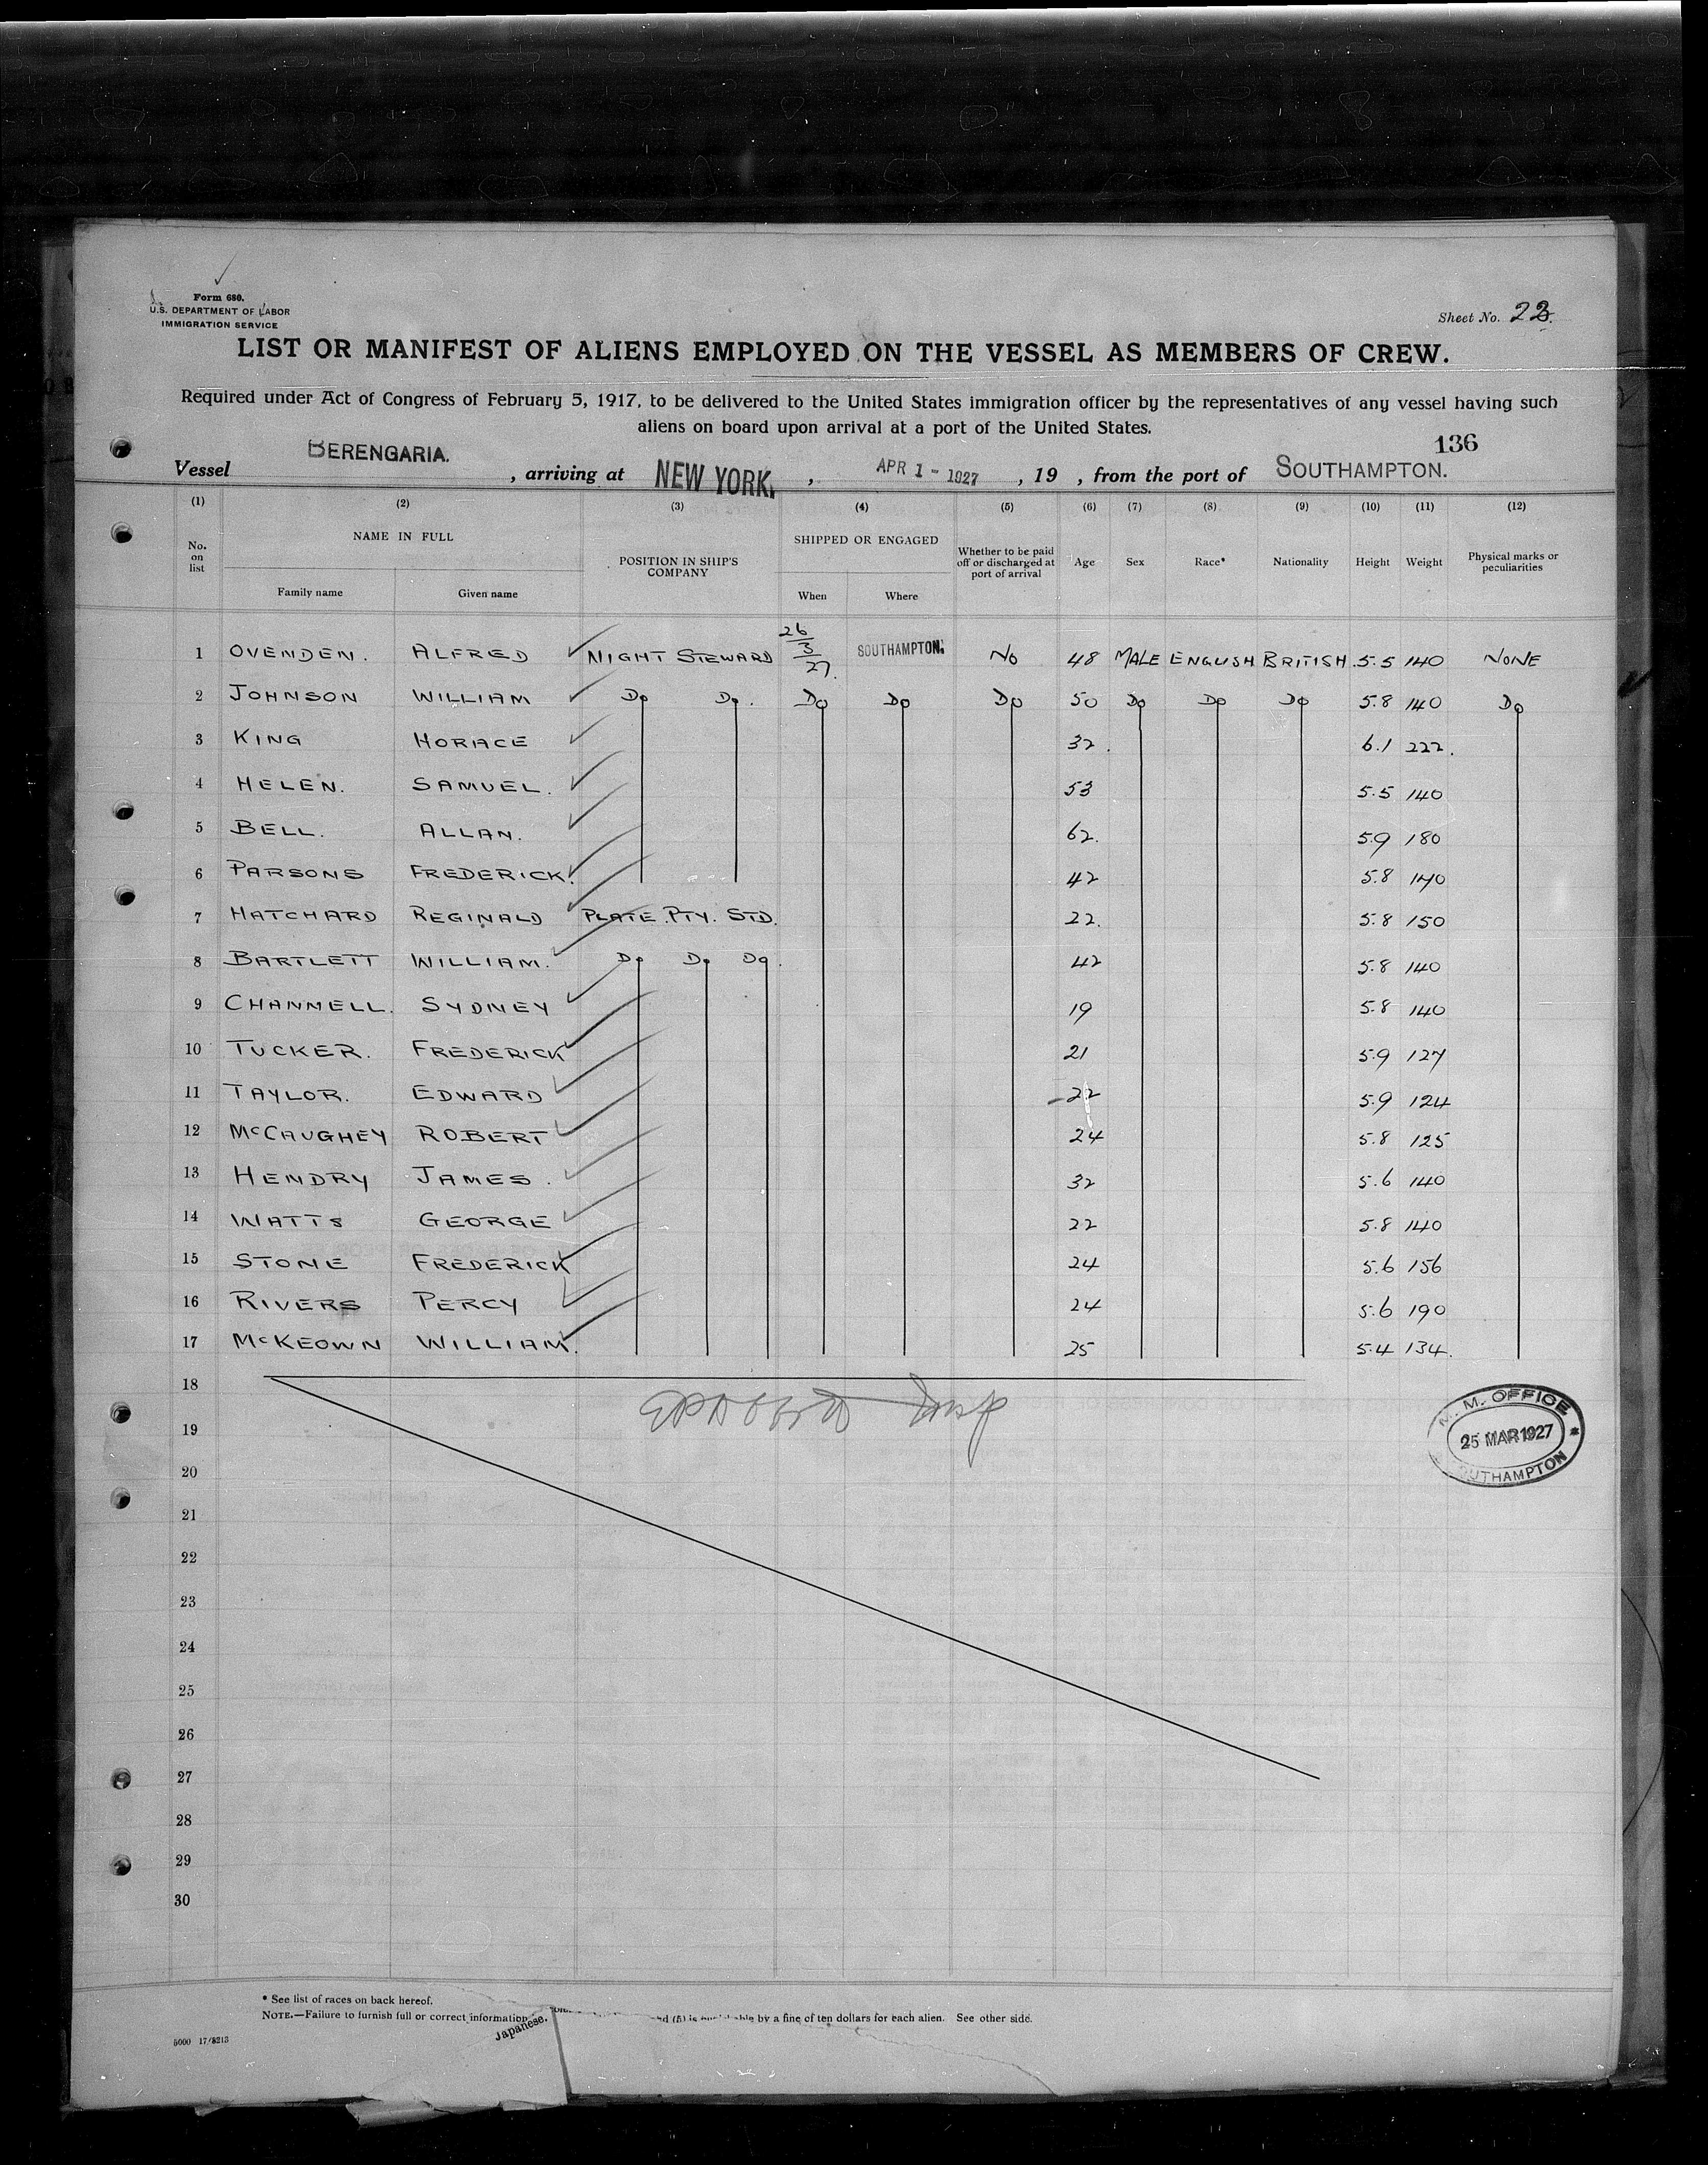 Form 680.
U.S. DEPARTMENT OF LABOR
IMMIGRATION SERVICE
Sheet No. 22.
LIST OR MANIFEST OF ALIENS EMPLOYED ON THE VESSEL AS MEMBERS OF CREW.
Required under Act of Congress of February 5, 1917, to be delivered to the United States immigration officer by the representatives of any vessel having such
aliens on board upon arrival at a port of the United States.
136
Vessel BERENGARIA. , arriving at NEW YORK, , APR 1 - 1927 , 19 , from the port of SOUTHAMPTON.
(1) (2) (3) (4) (5) (6) (7) (8) (9) (10) (11) (12)
No. on list NAME IN FULL Family name Given name POSITION IN SHIP'S COMPANY SHIPPED OR ENGAGED When Where Whether to be paid off or discharged at port of arrival Age Sex Race* Nationality Height Weight Physical marks or peculiarities
1 OVENDEN. ALFRED NIGHT STEWARD 26/3/27. SOUTHAMPTON. NO 48 MALE ENGLISH BRITISH 5.5 140 NONE
2 JOHNSON WILLIAM Do Do. Do Do Do 50 Do Do Do 5.8 140 Do
3 KING HORACE 32. 6.1 222.
4 HELEN. SAMUEL. 53 5.5 140
5 BELL. ALLAN. 62. 5.9 180
6 PARSONS FREDERICK. 42 5.8 140
7 HATCHARD REGINALD PLATE PTY. STD. 22. 5.8 150
8 BARTLETT WILLIAM. Do Do Do. 42 5.8 140
9 CHANNELL. SYDNEY 19 5.8 140
10 TUCKER. FREDERICK 21 5.9 127
11 TAYLOR. EDWARD 22 5.9 124
12 McCAUGHEY ROBERT 24 5.8 125
13 HENDRY JAMES. 32 5.6 140
14 WATTS GEORGE 22 5.8 140
15 STONE FREDERICK 24 5.6 156
16 RIVERS PERCY 24 5.6 190
17 McKEOWN WILLIAM. 25 5.4 134.
18
19
20
21
22
23
24
25
26
27
28
29
30
M. M. OFFICE
25 MAR 1927
SOUTHAMPTON
* See list of races on back hereof.
NOTE.—Failure to furnish full or correct information (5) is by a fine of ten dollars for each alien. See other side.
Japanese.
5000 17/3213